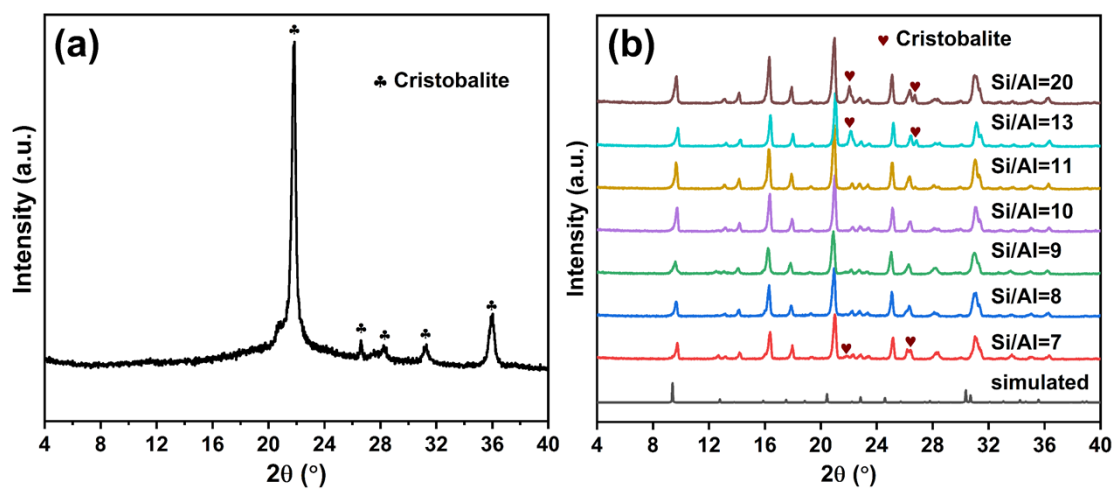 (a)
♣
♣ Cristobalite
♣ ♣ ♣ ♣
Intensity (a.u.)
4 8 12 16 20 24 28 32 36 40
2θ (°)
(b)
♥ Cristobalite
Si/Al=20
Si/Al=13
Si/Al=11
Si/Al=10
Si/Al=9
Si/Al=8
Si/Al=7
simulated
Intensity (a.u.)
4 8 12 16 20 24 28 32 36 40
2θ (°)